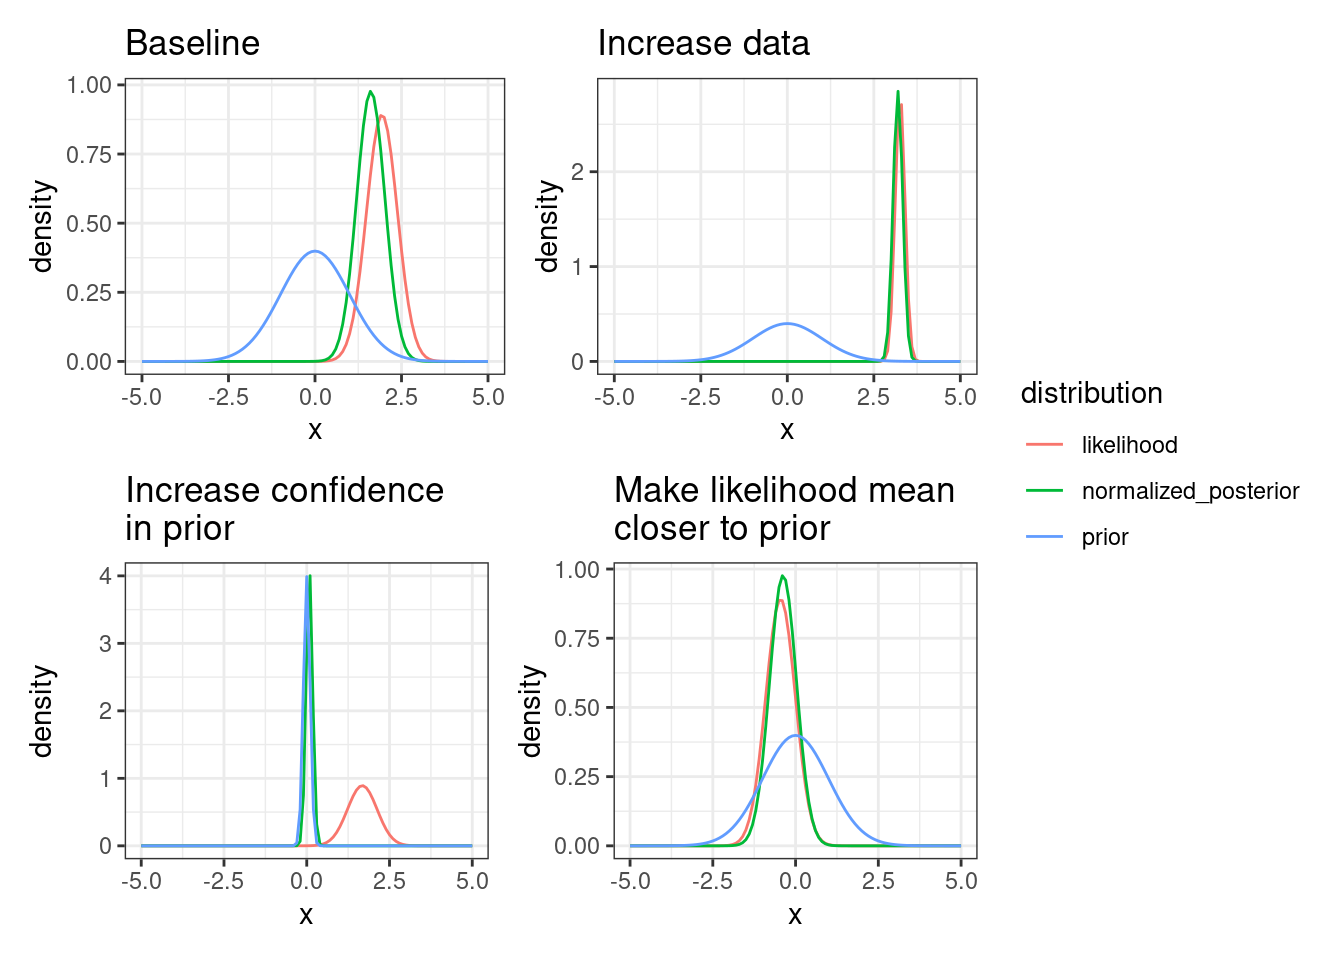 Baseline
1.00
0.75
0.50
0.25
0.00
density
-5.0 -2.5 0.0 2.5 5.0
x
Increase data
2
1
0
density
-5.0 -2.5 0.0 2.5 5.0
x
Increase confidence
in prior
4
3
2
1
0
density
-5.0 -2.5 0.0 2.5 5.0
x
Make likelihood mean
closer to prior
1.00
0.75
0.50
0.25
0.00
density
-5.0 -2.5 0.0 2.5 5.0
x
distribution
likelihood
normalized_posterior
prior